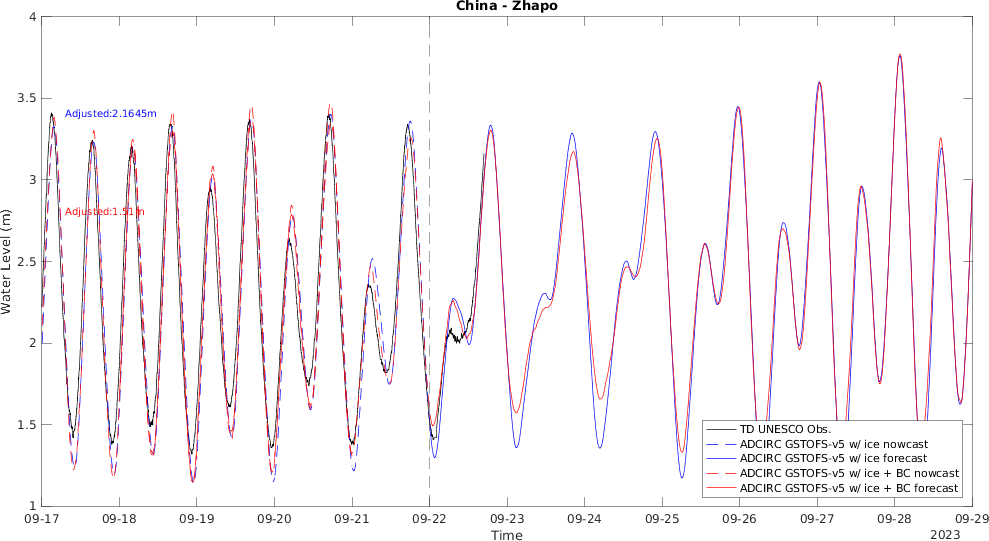 China - Zhapo
4
3.5
3
2.5
2
1.5
1
Water Level (m)
Adjusted:2.1645m
Adjusted:1.51m
TD UNESCO Obs.
ADCIRC GSTOFS-v5 w/ ice nowcast
ADCIRC GSTOFS-v5 w/ ice forecast
ADCIRC GSTOFS-v5 w/ ice + BC nowcast
ADCIRC GSTOFS-v5 w/ ice + BC forecast
09-17 09-18 09-19 09-20 09-21 09-22 09-23 09-24 09-25 09-26 09-27 09-28 09-29
Time
2023